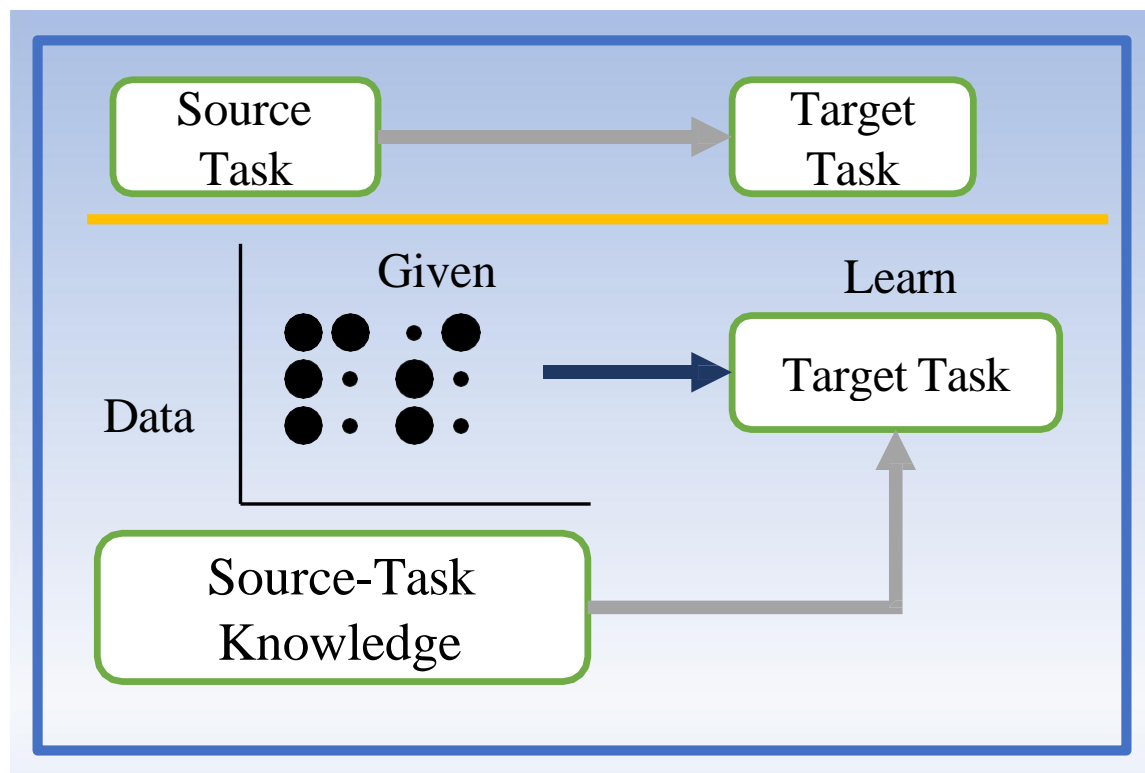 Source
Task
Target
Task
Given
Learn
Target Task
Data
Source-Task
Knowledge